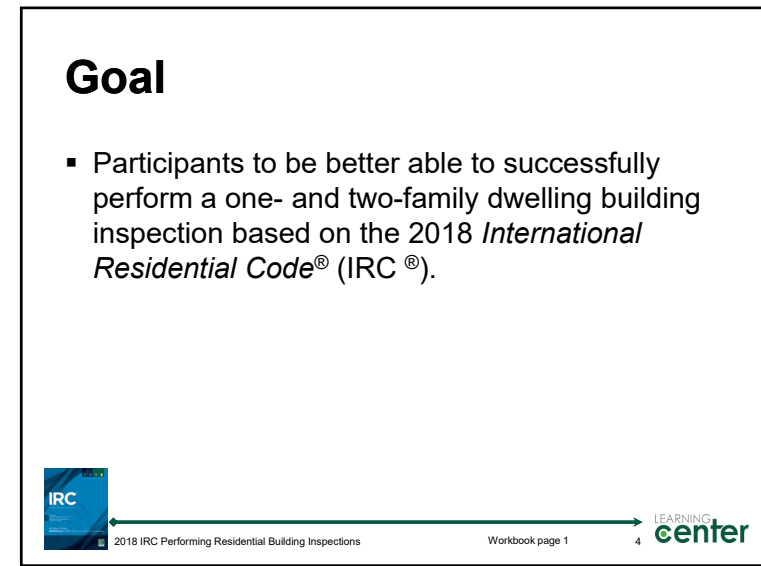 Goal
▪ Participants to be better able to successfully
perform a one- and two-family dwelling building
inspection based on the 2018 International
Residential Code® (IRC ®).
IRC
2018 IRC Performing Residential Building Inspections
Workbook page 1
4
LEARNING
center